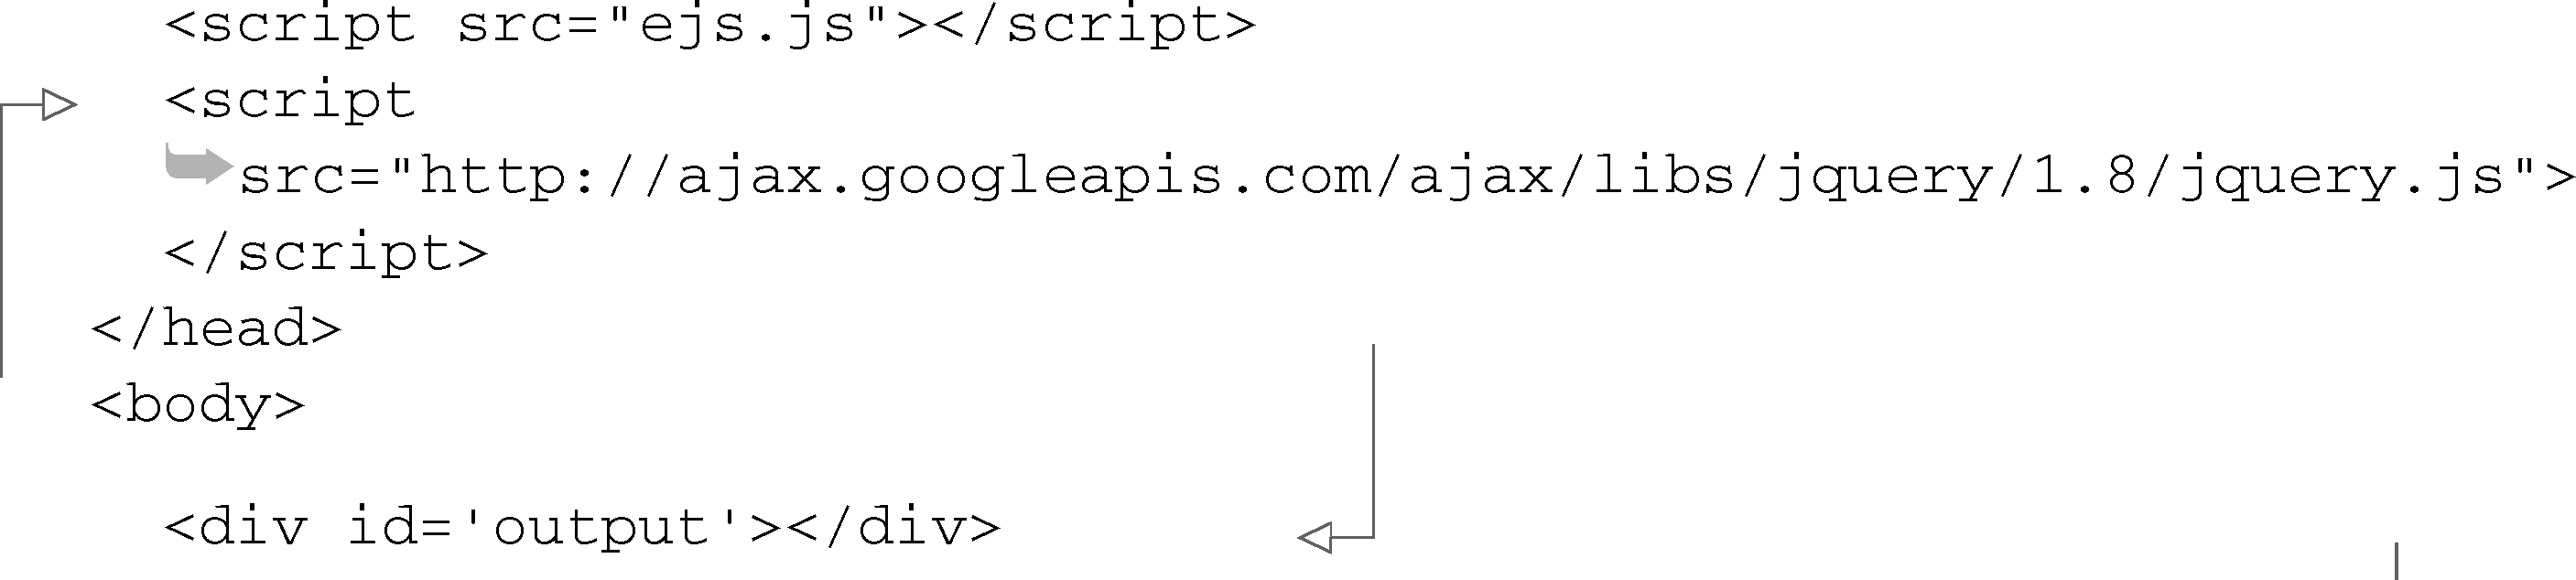 <script src="ejs.js"></script>
<script
src="http://ajax.googleapis.com/ajax/libs/jquery/1.8/jquery.js">
</script>
</head>
<body>
<div id='output'></div>